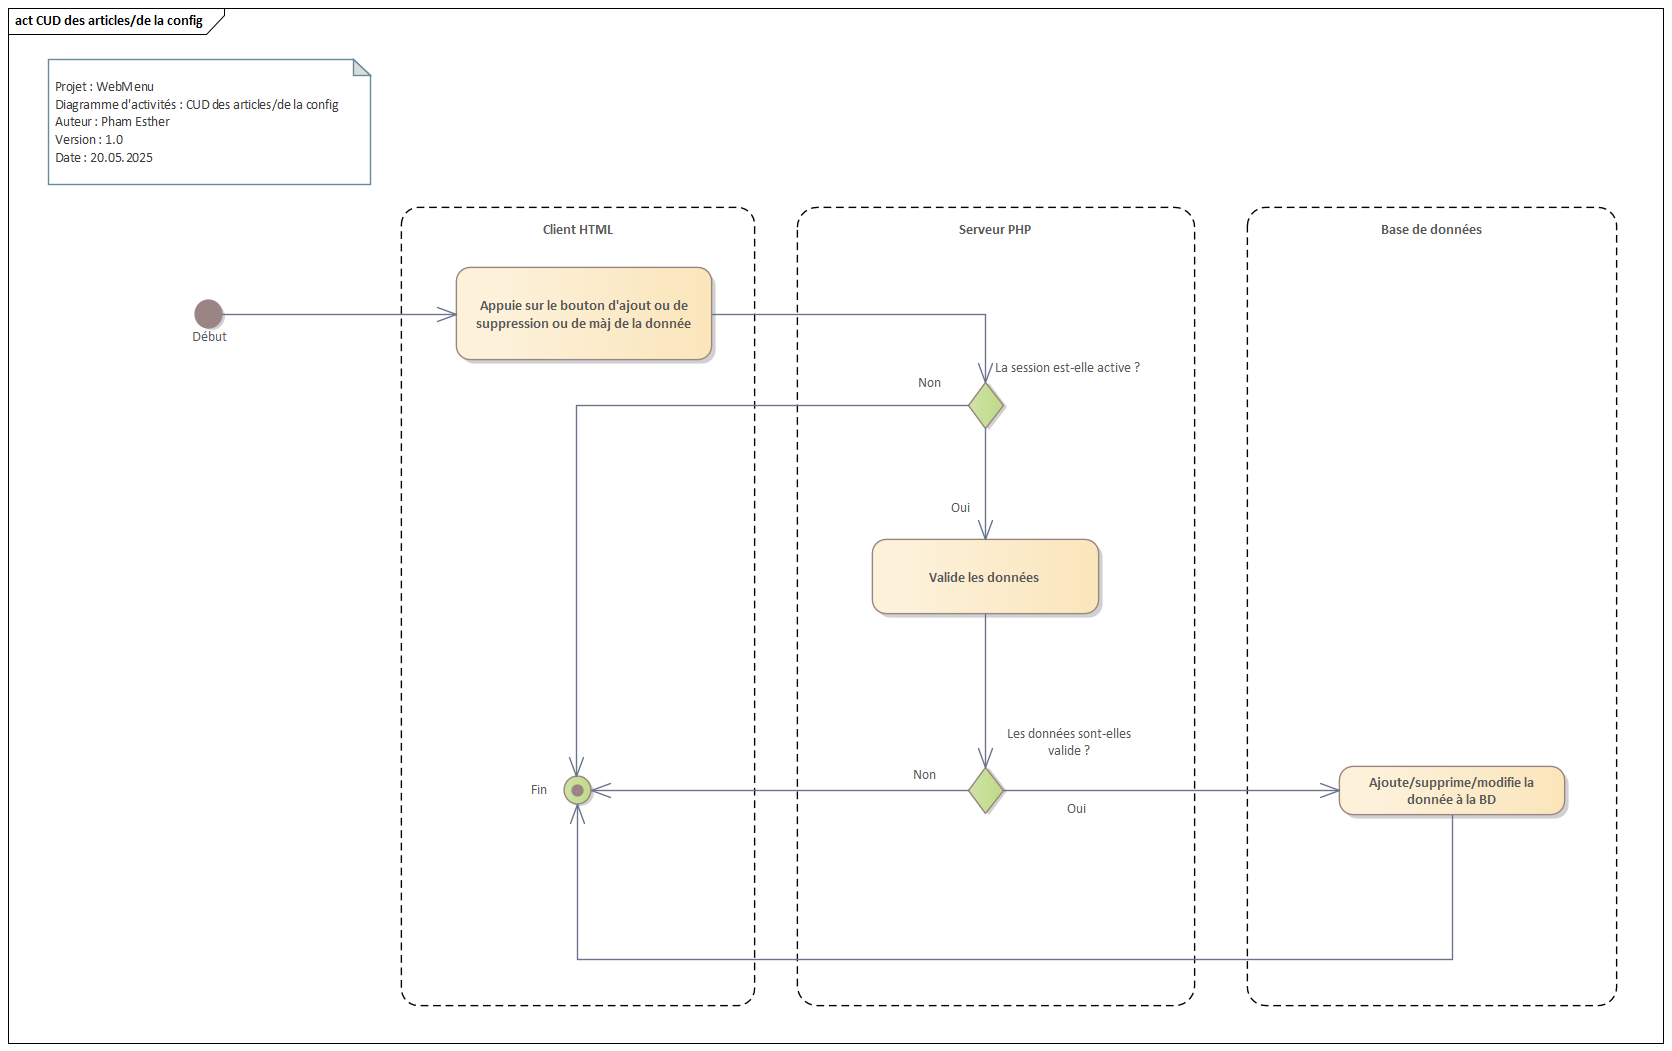 act CUD des articles/de la config
Projet : WebMenu
Diagramme d'activités : CUD des articles/de la config
Auteur : Pham Esther
Version : 1.0
Date : 20.05.2025
Client HTML
Serveur PHP
Base de données
Début
Appuie sur le bouton d'ajout ou de
suppression ou de màj de la donnée
La session est-elle active ?
Non
Oui
Valide les données
Les données sont-elles
valide ?
Non
Fin
Oui
Ajoute/supprime/modifie la
donnée à la BD